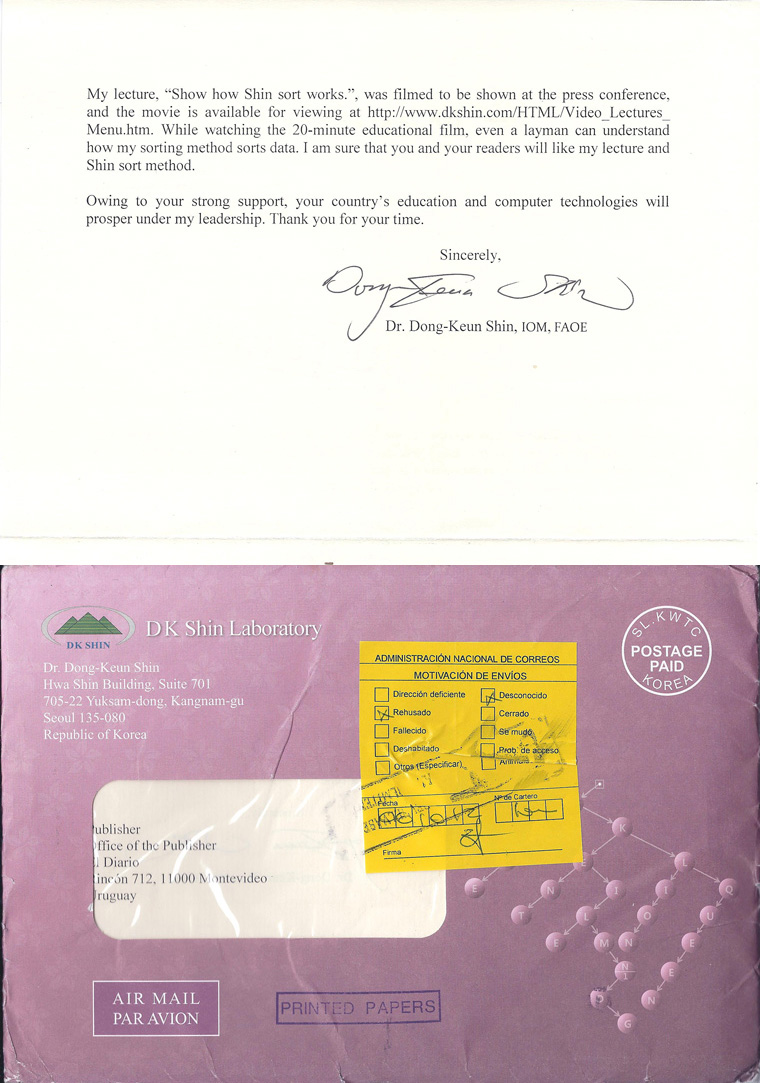 My lecture, “Show how Shin sort works.”, was filmed to be shown at the press conference,
and the movie is available for viewing at http://www.dkshin.com/HTML/Video_Lectures_
Menu.htm. While watching the 20-minute educational film, even a layman can understand
how my sorting method sorts data. I am sure that you and your readers will like my lecture and
Shin sort method.
Owing to your strong support, your country’s education and computer technologies will
prosper under my leadership. Thank you for your time.
Sincerely,
Dong-Keun Shin
Dr. Dong-Keun Shin, IOM, FAOE
DK SHIN
DK Shin Laboratory
Dr. Dong-Keun Shin
Hwa Shin Building, Suite 701
705-22 Yuksam-dong, Kangnam-gu
Seoul 135-080
Republic of Korea
SL. KWTC
POSTAGE
PAID
KOREA
ADMINISTRACIÓN NACIONAL DE CORREOS
MOTIVACIÓN DE ENVÍOS
Dirección deficiente
Desconocido
Rehusado
Cerrado
Fallecido
Se mudó
Deshabitado
Prob. de acceso
Otros (Especificar)
Fecha
Nº de Cartero
Firma
ublisher
ffice of the Publisher
l Diario
incón 712, 11000 Montevideo
ruguay
K
L
E N I I Q
T L O U
E M N E
N E
N
G
AIR MAIL
PAR AVION
PRINTED PAPERS